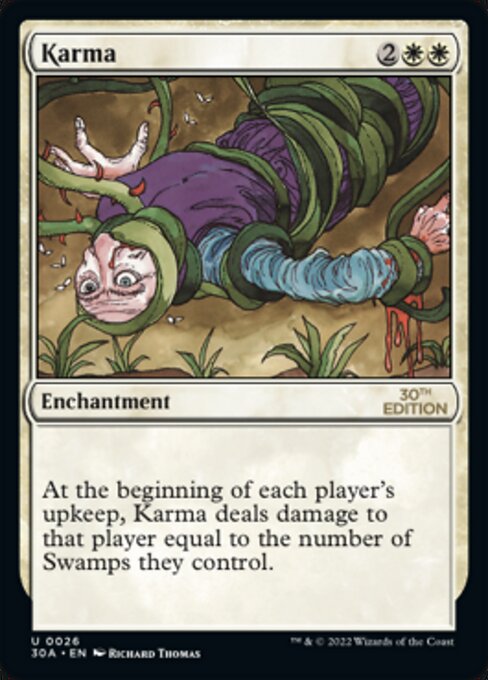 Karma 2
Enchantment
30TH
EDITION
At the beginning of each player's
upkeep, Karma deals damage to
that player equal to the number of
Swamps they control.
U 0026
30A • EN Richard Thomas
™ & © 2022 Wizards of the Coast